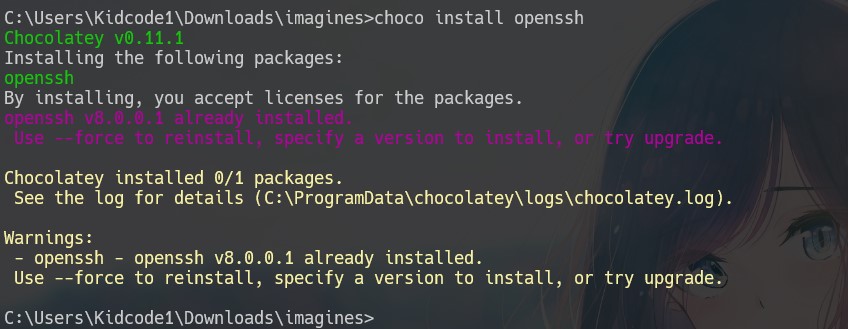 C:\Users\Kidcode1\Downloads\imagines>choco install openssh
Chocolatey v0.11.1
Installing the following packages:
openssh
By installing, you accept licenses for the packages.
openssh v8.0.0.1 already installed.
 Use --force to reinstall, specify a version to install, or try upgrade.

Chocolatey installed 0/1 packages.
 See the log for details (C:\ProgramData\chocolatey\logs\chocolatey.log).

Warnings:
 - openssh - openssh v8.0.0.1 already installed.
 Use --force to reinstall, specify a version to install, or try upgrade.

C:\Users\Kidcode1\Downloads\imagines>